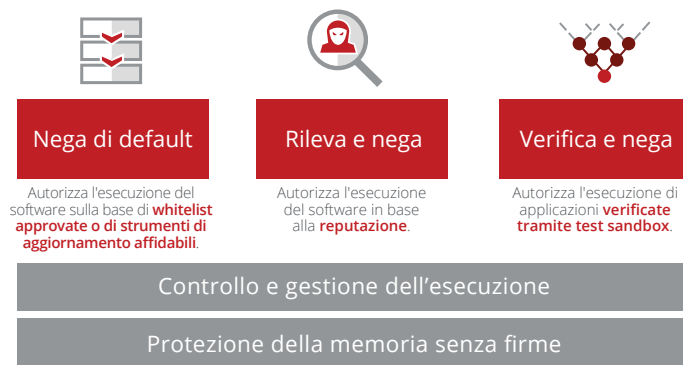 Nega di default
Rileva e nega
Verifica e nega
Autorizza l'esecuzione del
software sulla base di whitelist
approvate o di strumenti di
aggiornamento affidabili.
Autorizza l'esecuzione
del software in base
alla reputazione.
Autorizza l'esecuzione di
applicazioni verificate
tramite test sandbox.
Controllo e gestione dell’esecuzione
Protezione della memoria senza firme